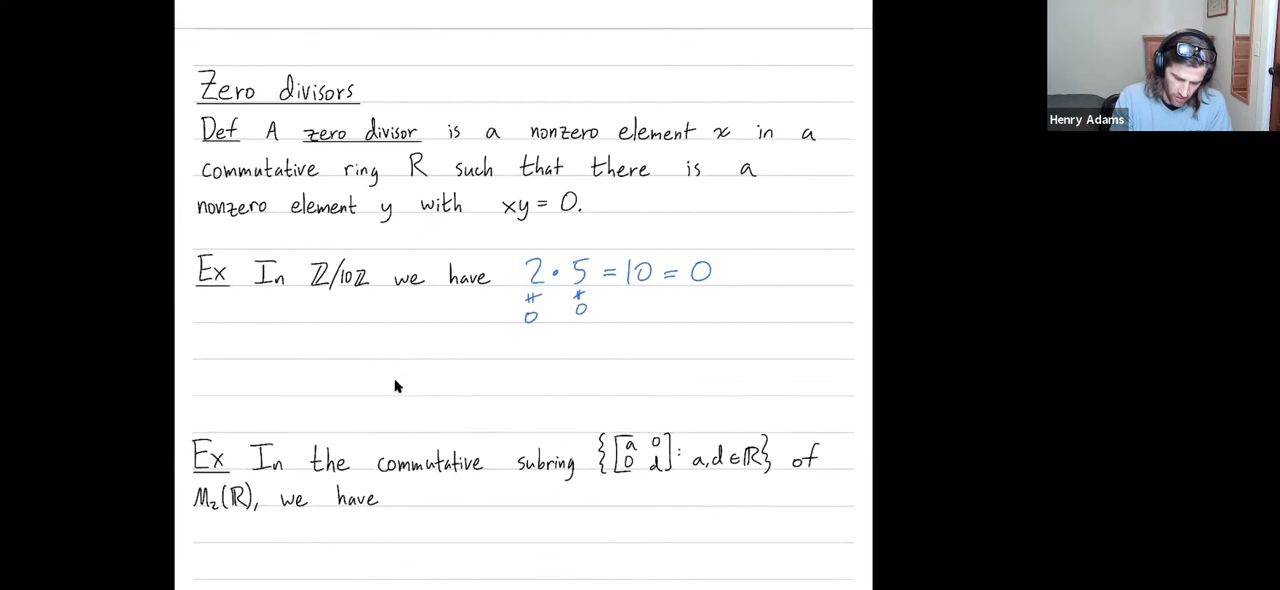 Zero divisors
Def A zero divisor is a nonzero element x in a
commutative ring R such that there is a
nonzero element y with xy = 0.
Ex In ℤ/10ℤ we have 2 · 5 = 10 = 0
≠ ≠
0 0
Ex In the commutative subring {[a 0
0 d] : a, d ∈ ℝ} of
M₂(ℝ), we have
Henry Adams